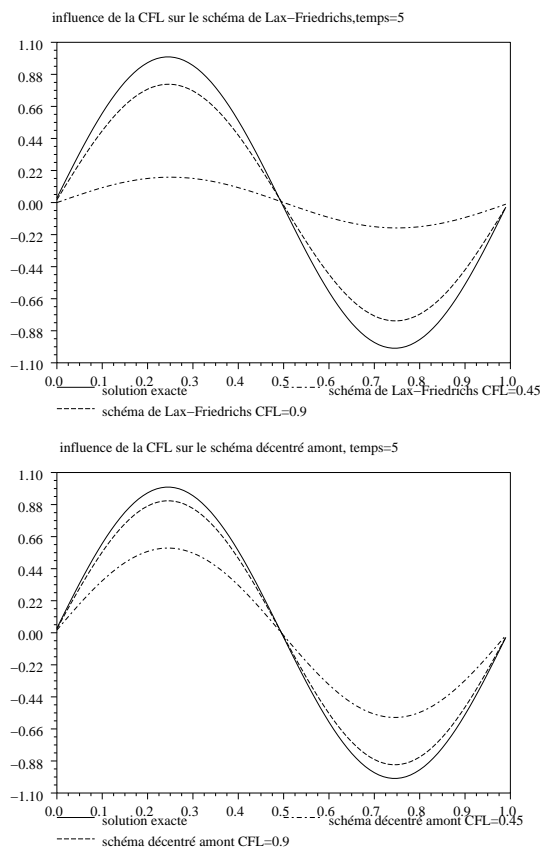 influence de la CFL sur le schéma de Lax−Friedrichs,temps=5
1.10
0.88
0.66
0.44
0.22
0.00
−0.22
−0.44
−0.66
−0.88
−1.10
0.0 0.1 0.2 0.3 0.4 0.5 0.6 0.7 0.8 0.9 1.0
solution exacte
schéma de Lax−Friedrichs CFL=0.45
schéma de Lax−Friedrichs CFL=0.9
influence de la CFL sur le schéma décentré amont, temps=5
1.10
0.88
0.66
0.44
0.22
0.00
−0.22
−0.44
−0.66
−0.88
−1.10
0.0 0.1 0.2 0.3 0.4 0.5 0.6 0.7 0.8 0.9 1.0
solution exacte
schéma décentré amont CFL=0.45
schéma décentré amont CFL=0.9